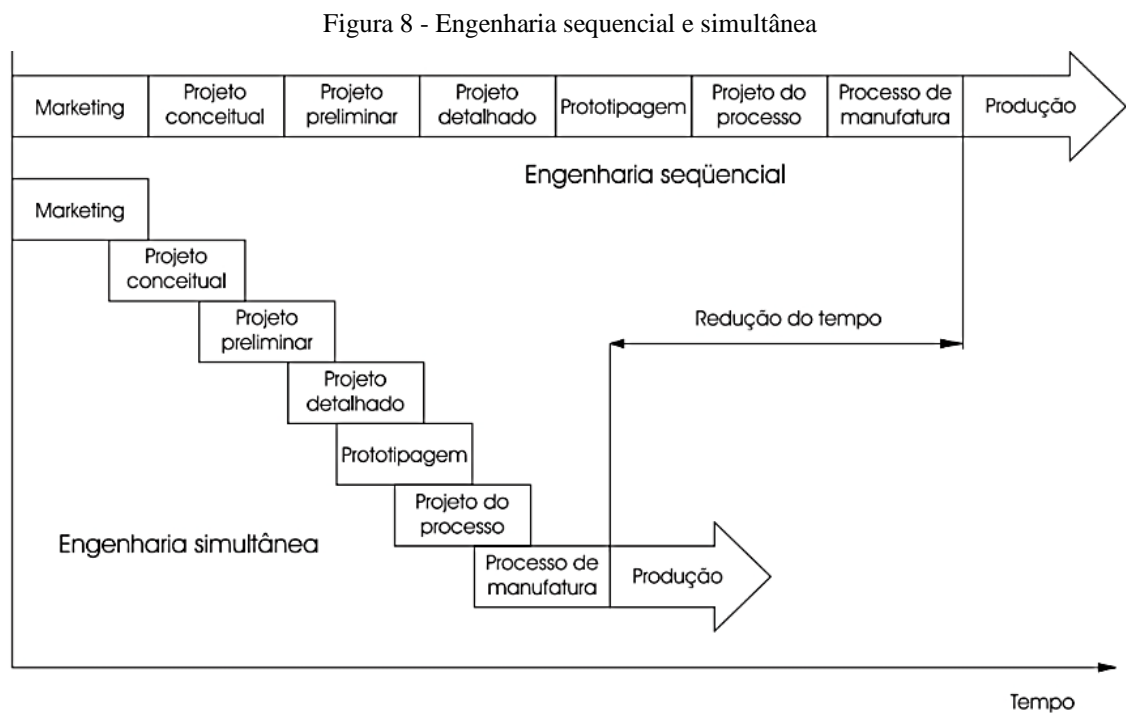 Figura 8 - Engenharia sequencial e simultânea
Marketing
Projeto
conceitual
Projeto
preliminar
Projeto
detalhado
Prototipagem
Projeto do
processo
Processo de
manufatura
Produção
Engenharia seqüencial
Marketing
Projeto
conceitual
Projeto
preliminar
Redução do tempo
Projeto
detalhado
Prototipagem
Projeto do
processo
Engenharia simultânea
Processo de
manufatura
Produção
Tempo